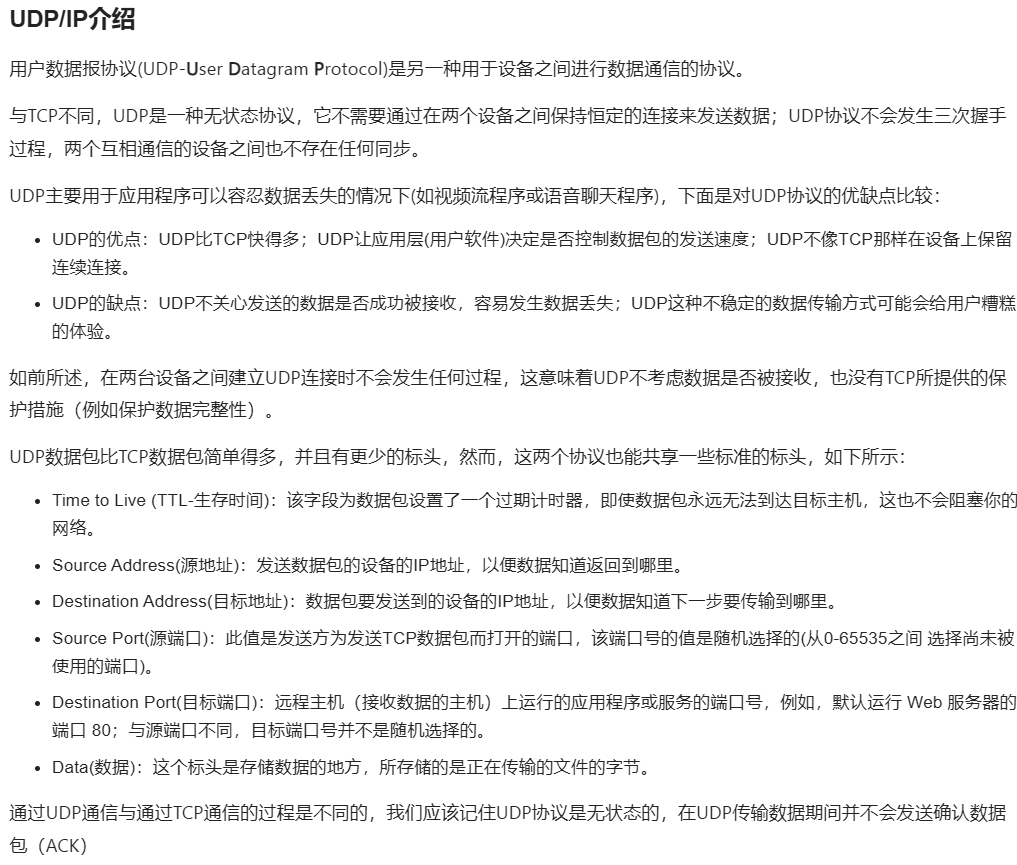 UDP/IP介绍
用户数据报协议(UDP-User Datagram Protocol)是另一种用于设备之间进行数据通信的协议。
与TCP不同，UDP是一种无状态协议，它不需要通过在两个设备之间保持恒定的连接来发送数据；UDP协议不会发生三次握手
过程，两个互相通信的设备之间也不存在任何同步。
UDP主要用于应用程序可以容忍数据丢失的情况下(如视频流程序或语音聊天程序)，下面是对UDP协议的优缺点比较：
• UDP的优点：UDP比TCP快得多；UDP让应用层(用户软件)决定是否控制数据包的发送速度；UDP不像TCP那样在设备上保留
连续连接。
• UDP的缺点：UDP不关心发送的数据是否成功被接收，容易发生数据丢失；UDP这种不稳定的数据传输方式可能会给用户糟糕
的体验。
如前所述，在两台设备之间建立UDP连接时不会发生任何过程，这意味着UDP不考虑数据是否被接收，也没有TCP所提供的保
护措施（例如保护数据完整性）。
UDP数据包比TCP数据包简单得多，并且有更少的标头，然而，这两个协议也能共享一些标准的标头，如下所示：
• Time to Live (TTL-生存时间)：该字段为数据包设置了一个过期计时器，即使数据包永远无法到达目标主机，这也不会阻塞你的
网络。
• Source Address(源地址)：发送数据包的设备的IP地址，以便数据知道返回到哪里。
• Destination Address(目标地址)：数据包要发送到的设备的IP地址，以便数据知道下一步要传输到哪里。
• Source Port(源端口)：此值是发送方为发送TCP数据包而打开的端口，该端口号的值是随机选择的(从0-65535之间 选择尚未被
使用的端口)。
• Destination Port(目标端口)：远程主机（接收数据的主机）上运行的应用程序或服务的端口号，例如，默认运行 Web 服务器的
端口 80；与源端口不同，目标端口号并不是随机选择的。
• Data(数据)：这个标头是存储数据的地方，所存储的是正在传输的文件的字节。
通过UDP通信与通过TCP通信的过程是不同的，我们应该记住UDP协议是无状态的，在UDP传输数据期间并不会发送确认数据
包（ACK）